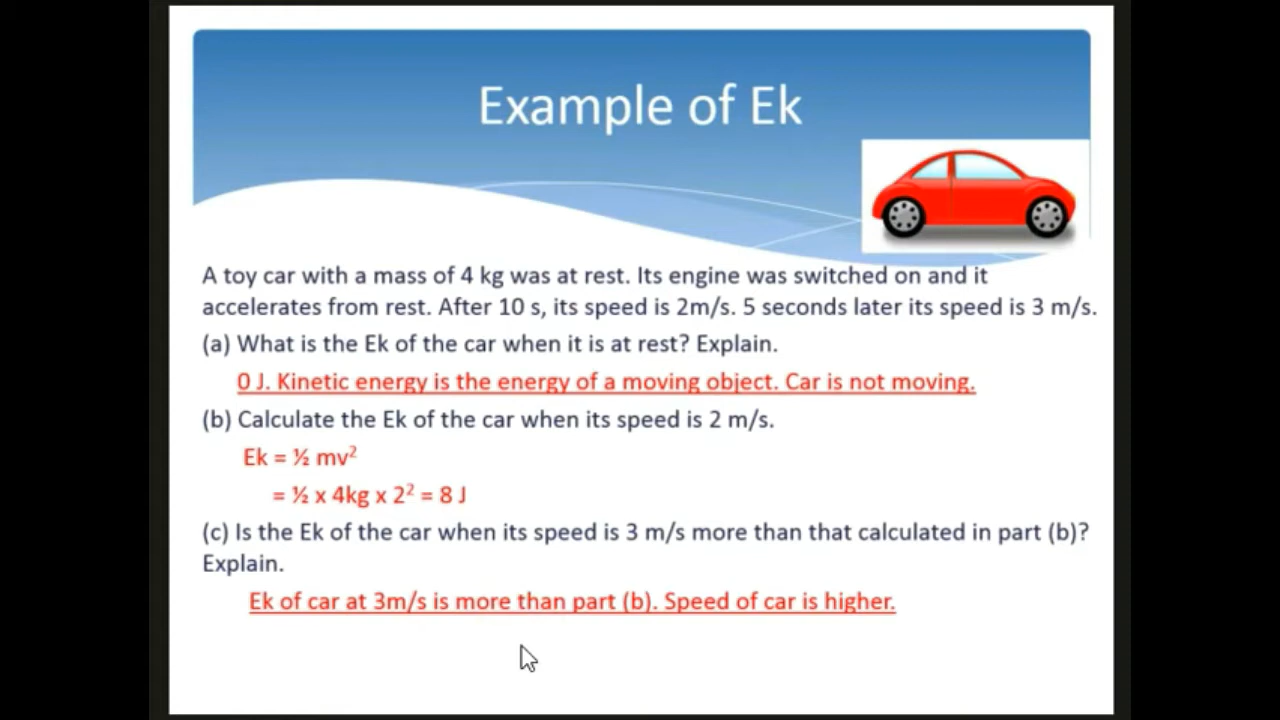 Example of Ek
A toy car with a mass of 4 kg was at rest. Its engine was switched on and it
accelerates from rest. After 10 s, its speed is 2m/s. 5 seconds later its speed is 3 m/s.
(a) What is the Ek of the car when it is at rest? Explain.
0 J. Kinetic energy is the energy of a moving object. Car is not moving.
(b) Calculate the Ek of the car when its speed is 2 m/s.
Ek = ½ mv²
= ½ x 4kg x 2² = 8 J
(c) Is the Ek of the car when its speed is 3 m/s more than that calculated in part (b)?
Explain.
Ek of car at 3m/s is more than part (b). Speed of car is higher.